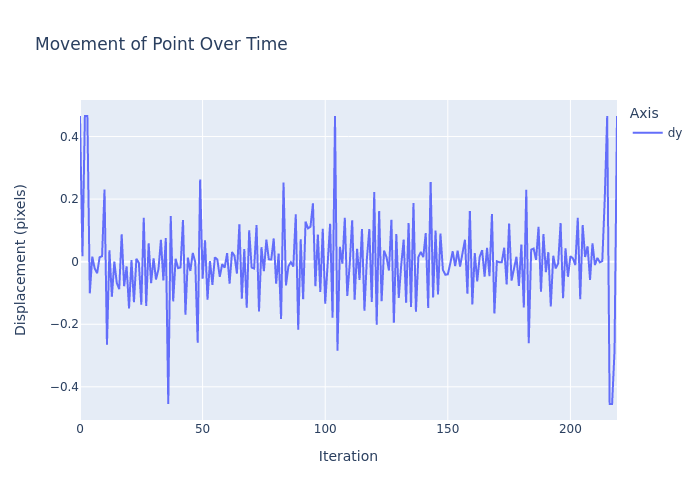 Movement of Point Over Time
Axis
dy
Displacement (pixels)
0.4
0.2
0
−0.2
−0.4
0 50 100 150 200
Iteration